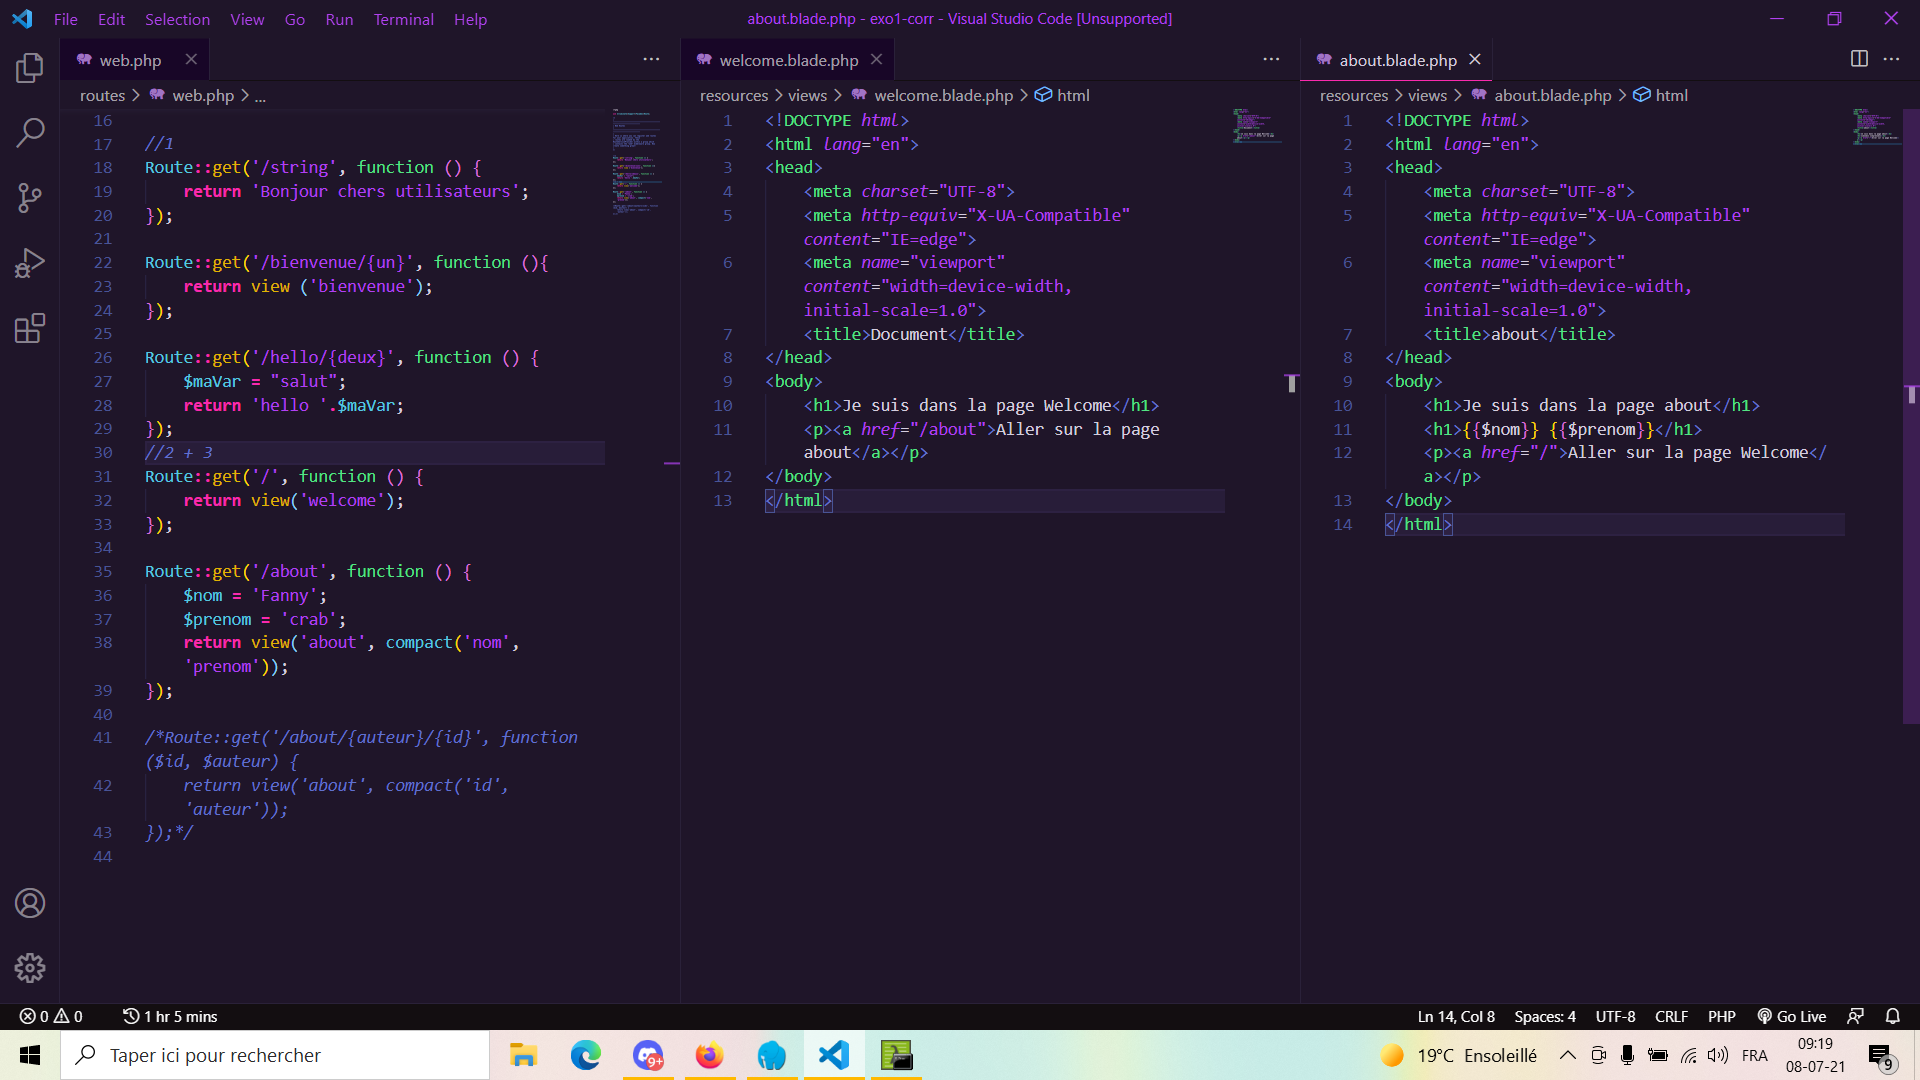 File Edit Selection View Go Run Terminal Help
about.blade.php - exo1-corr - Visual Studio Code [Unsupported]
web.php
routes > web.php > ...
16
17 //1
18 Route::get('/string', function () {
19 return 'Bonjour chers utilisateurs';
20 });
21
22 Route::get('/bienvenue/{un}', function (){
23 return view ('bienvenue');
24 });
25
26 Route::get('/hello/{deux}', function () {
27 $maVar = "salut";
28 return 'hello '.$maVar;
29 });
30 //2 + 3
31 Route::get('/', function () {
32 return view('welcome');
33 });
34
35 Route::get('/about', function () {
36 $nom = 'Fanny';
37 $prenom = 'crab';
38 return view('about', compact('nom',
'prenom'));
39 });
40
41 /*Route::get('/about/{auteur}/{id}', function
($id, $auteur) {
42 return view('about', compact('id',
'auteur'));
43 });*/
44
welcome.blade.php
resources > views > welcome.blade.php > html
1 <!DOCTYPE html>
2 <html lang="en">
3 <head>
4 <meta charset="UTF-8">
5 <meta http-equiv="X-UA-Compatible"
content="IE=edge">
6 <meta name="viewport"
content="width=device-width,
initial-scale=1.0">
7 <title>Document</title>
8 </head>
9 <body>
10 <h1>Je suis dans la page Welcome</h1>
11 <p><a href="/about">Aller sur la page
about</a></p>
12 </body>
13 </html>
about.blade.php
resources > views > about.blade.php > html
1 <!DOCTYPE html>
2 <html lang="en">
3 <head>
4 <meta charset="UTF-8">
5 <meta http-equiv="X-UA-Compatible"
content="IE=edge">
6 <meta name="viewport"
content="width=device-width,
initial-scale=1.0">
7 <title>about</title>
8 </head>
9 <body>
10 <h1>Je suis dans la page about</h1>
11 <h1>{{$nom}} {{$prenom}}</h1>
12 <p><a href="/">Aller sur la page Welcome</
a></p>
13 </body>
14 </html>
0 0 1 hr 5 mins
Ln 14, Col 8 Spaces: 4 UTF-8 CRLF PHP Go Live
Taper ici pour rechercher
9+
19°C Ensoleillé
FRA
09:19
08-07-21
9